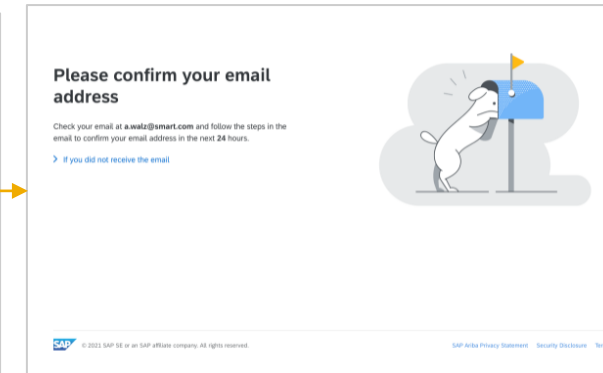 Please confirm your email
address
Check your email at a.walz@smart.com and follow the steps in the
email to confirm your email address in the next 24 hours.
If you did not receive the email
SAP © 2021 SAP SE or an SAP affiliate company. All rights reserved. SAP Ariba Privacy Statement Security Disclosure